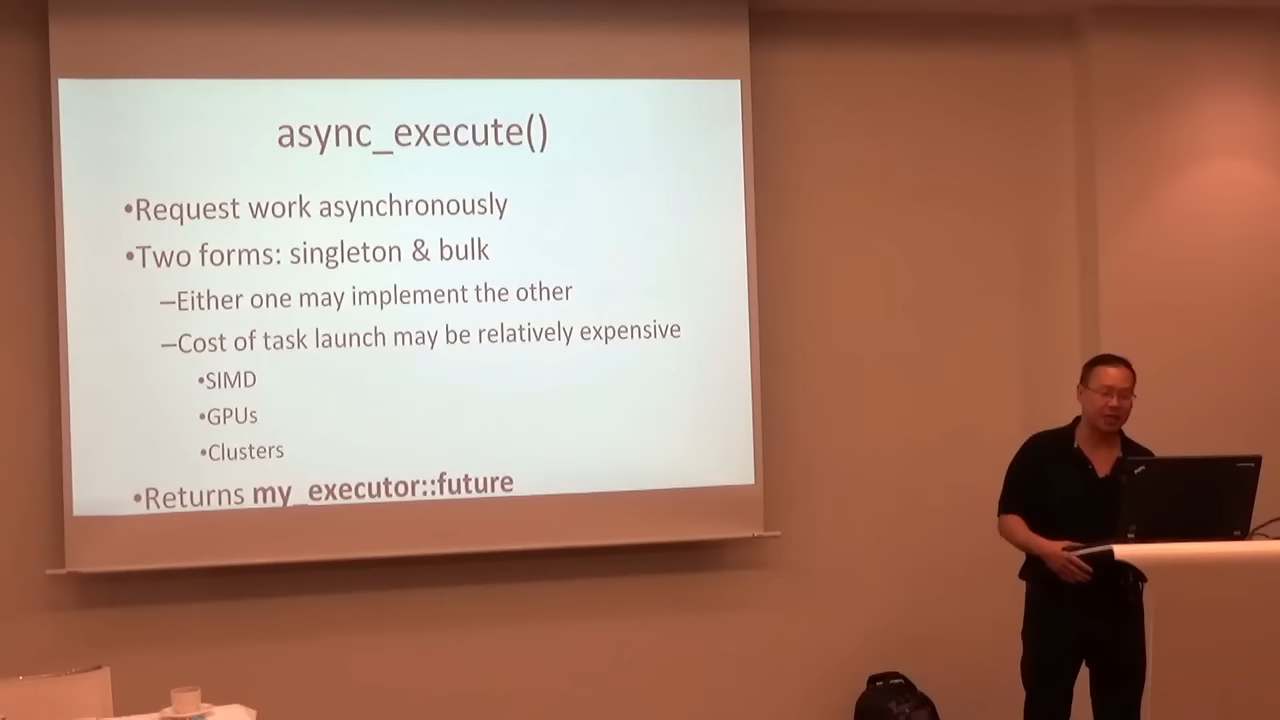 async_execute()
•Request work asynchronously
•Two forms: singleton & bulk
–Either one may implement the other
–Cost of task launch may be relatively expensive
•SIMD
•GPUs
•Clusters
•Returns my_executor::future